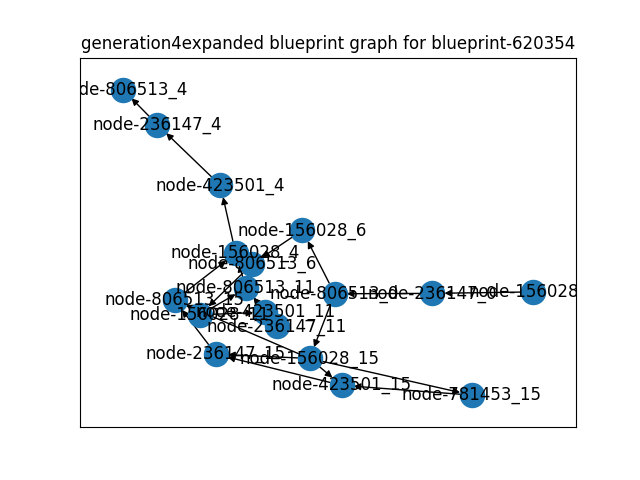 generation4expanded blueprint graph for blueprint-620354
de-806513_4
node-236147_4
node-423501_4
node-156028_6
node-156028_4
node-806513_6
node-806513_11
node-806513_0
node-236147_0
node-156028
node-806513_15
node-156028_11
node-423501_11
node-236147_11
node-236147_15
node-156028_15
node-423501_15
node-781453_15